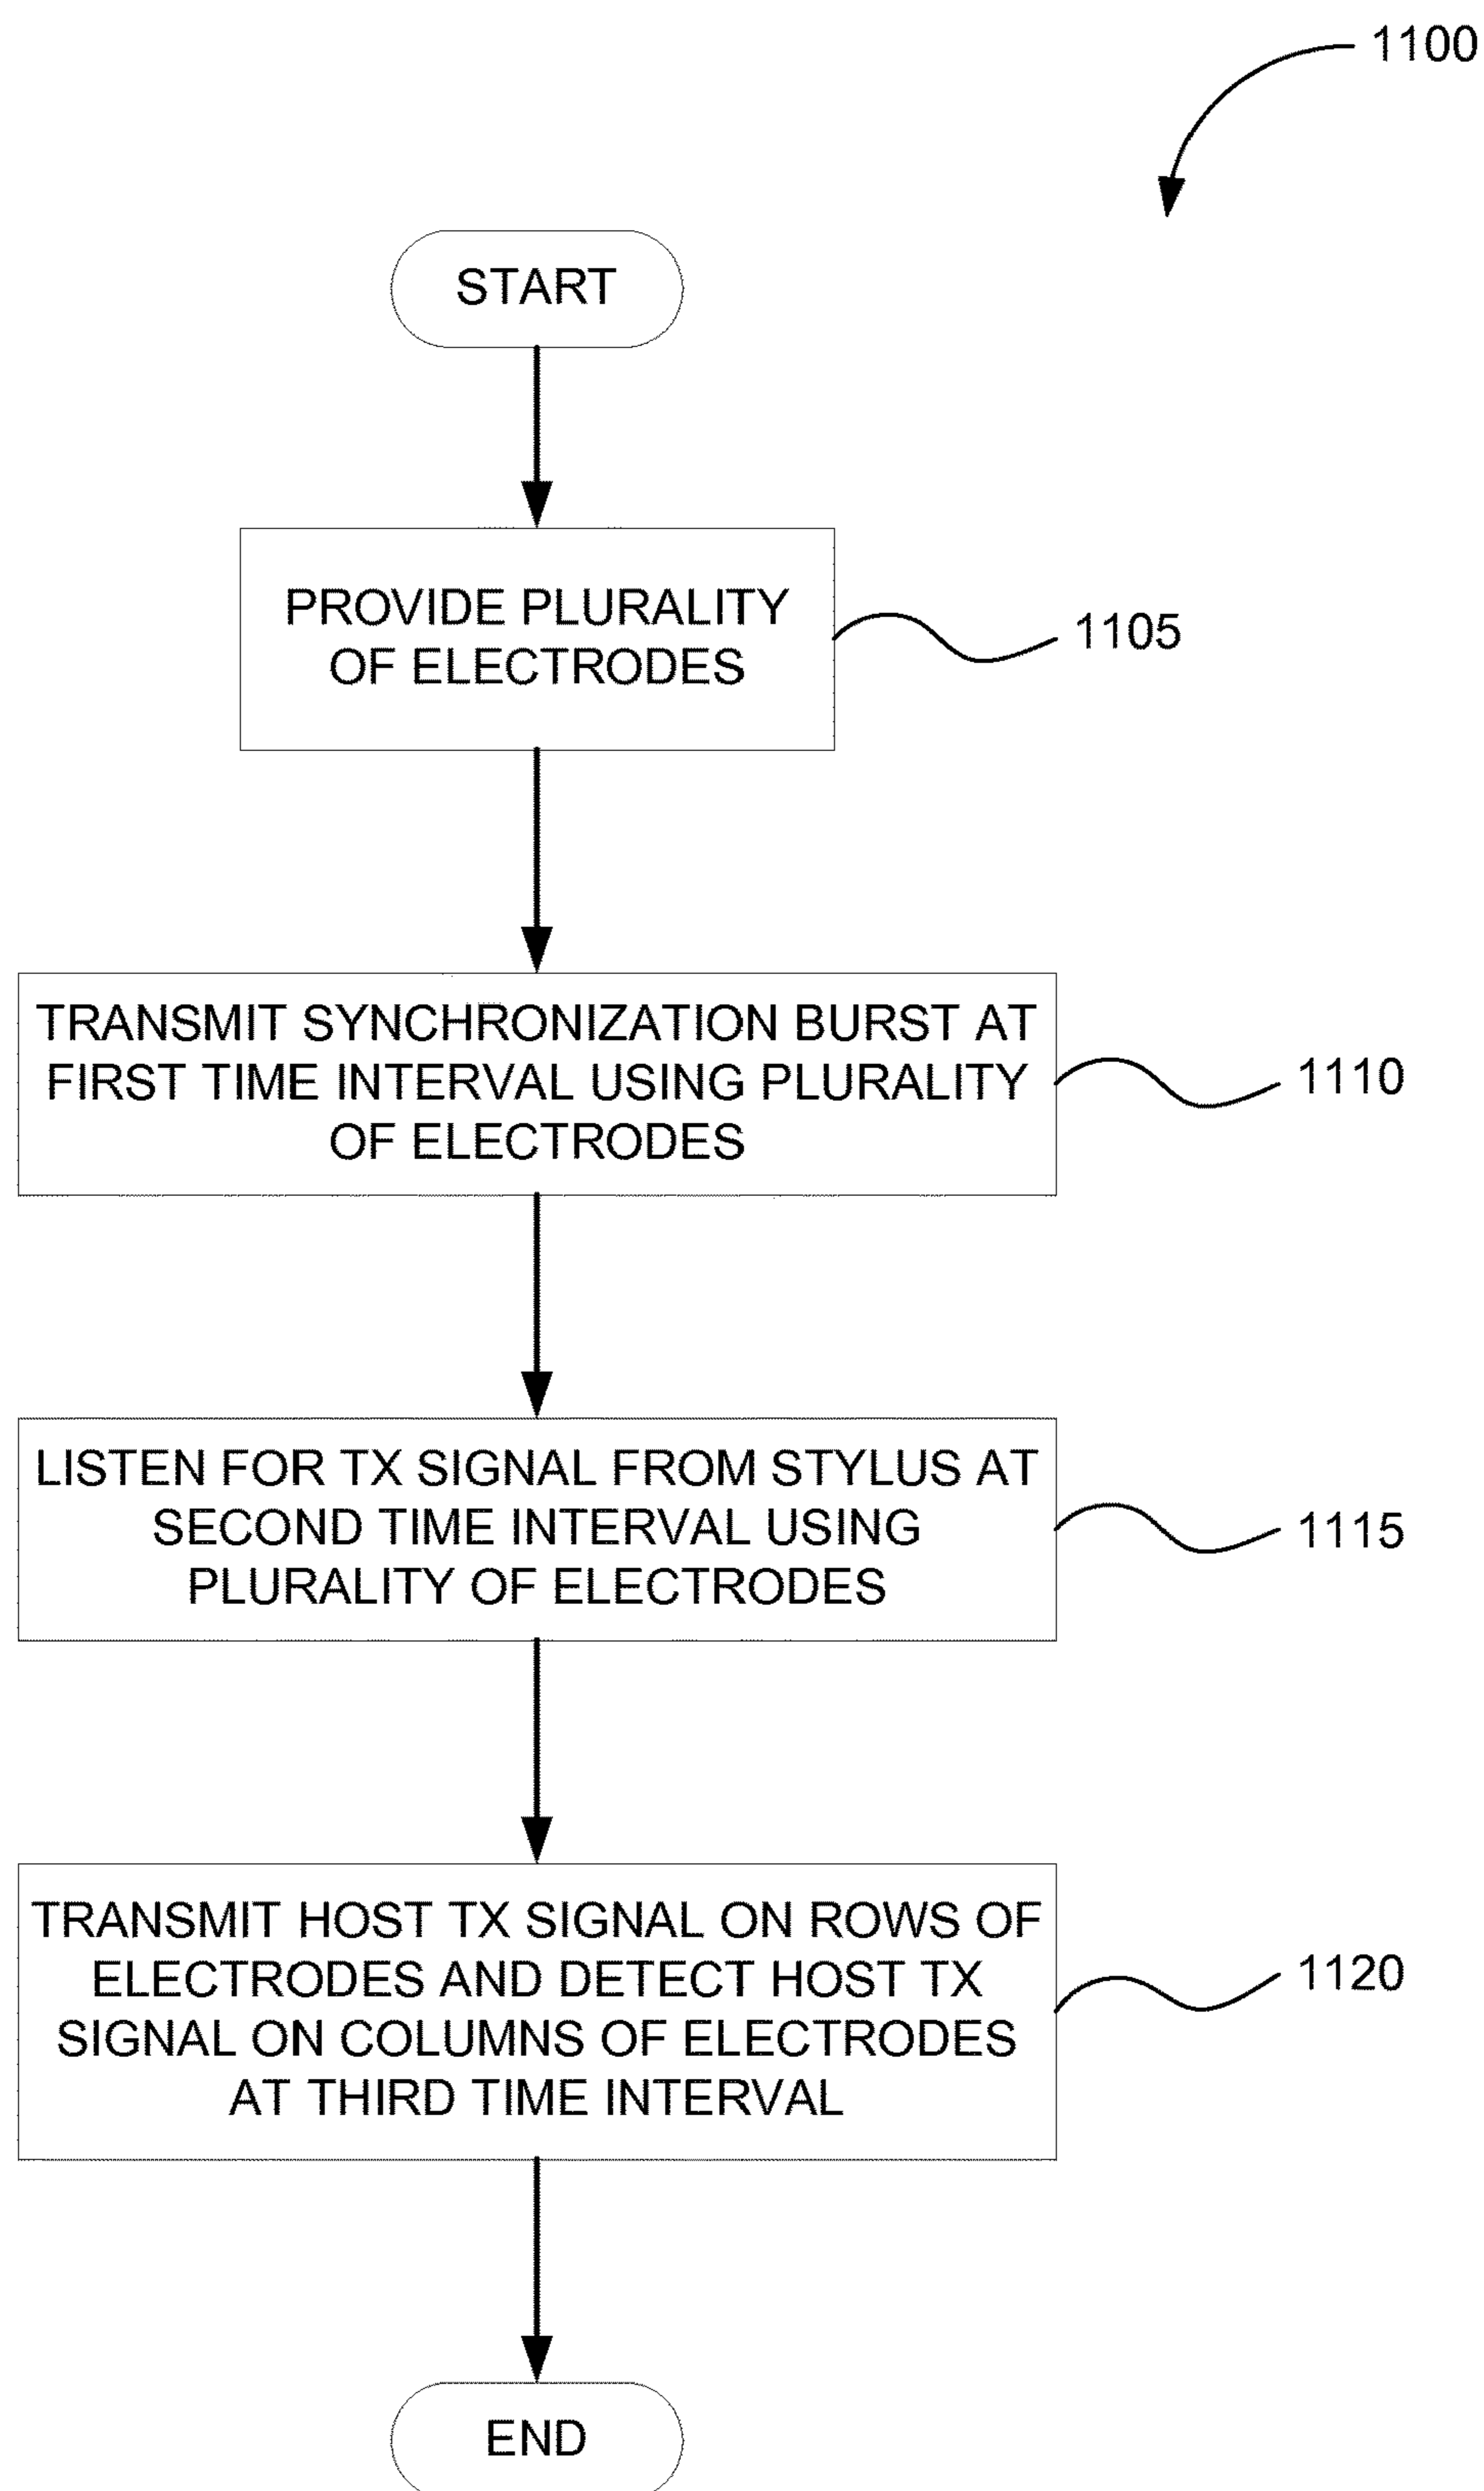 1100
START
PROVIDE PLURALITY
OF ELECTRODES
1105
TRANSMIT SYNCHRONIZATION BURST AT
FIRST TIME INTERVAL USING PLURALITY
OF ELECTRODES
1110
LISTEN FOR TX SIGNAL FROM STYLUS AT
SECOND TIME INTERVAL USING
PLURALITY OF ELECTRODES
1115
TRANSMIT HOST TX SIGNAL ON ROWS OF
ELECTRODES AND DETECT HOST TX
SIGNAL ON COLUMNS OF ELECTRODES
AT THIRD TIME INTERVAL
1120
END